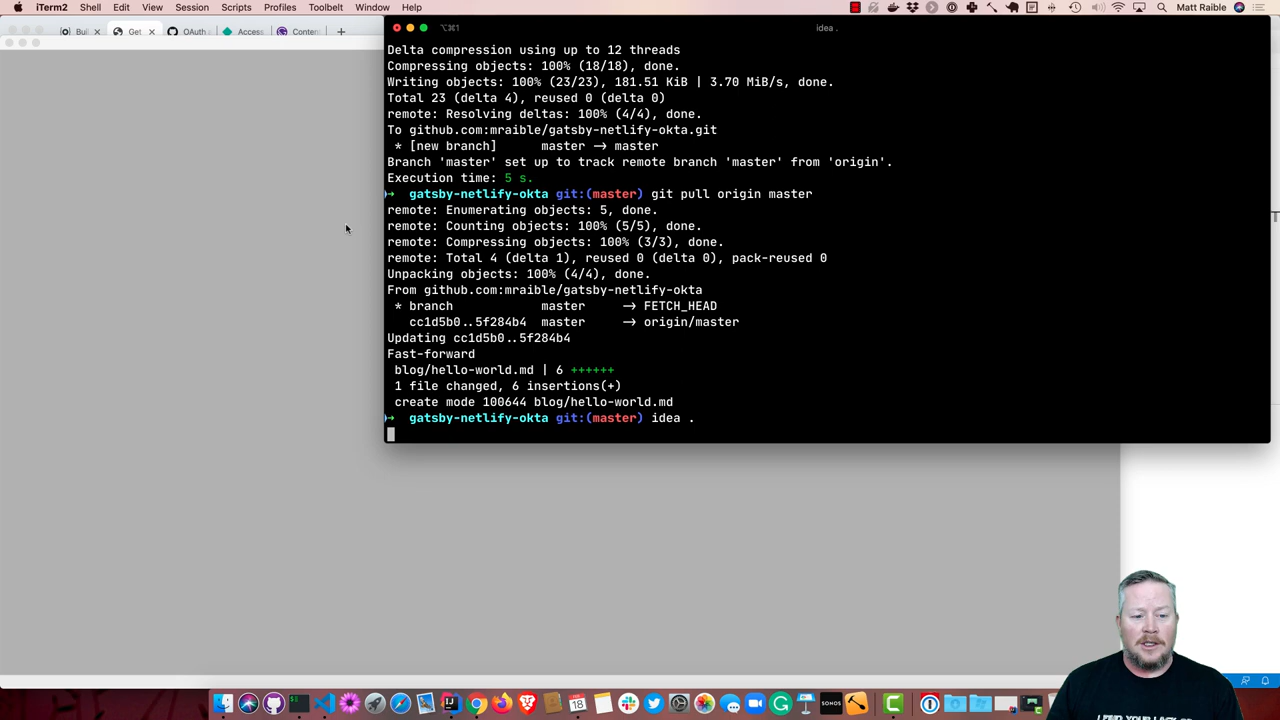 iTerm2 Shell Edit View Session Scripts Profiles Toolbelt Window Help Matt Raible
Buil Get OAuth Access Conten
⌥⌘1 idea .
Delta compression using up to 12 threads
Compressing objects: 100% (18/18), done.
Writing objects: 100% (23/23), 181.51 KiB | 3.70 MiB/s, done.
Total 23 (delta 4), reused 0 (delta 0)
remote: Resolving deltas: 100% (4/4), done.
To github.com:mraible/gatsby-netlify-okta.git
* [new branch] master → master
Branch 'master' set up to track remote branch 'master' from 'origin'.
Execution time: 5 s.
➜ gatsby-netlify-okta git:(master) git pull origin master
remote: Enumerating objects: 5, done.
remote: Counting objects: 100% (5/5), done.
remote: Compressing objects: 100% (3/3), done.
remote: Total 4 (delta 1), reused 0 (delta 0), pack-reused 0
Unpacking objects: 100% (4/4), done.
From github.com:mraible/gatsby-netlify-okta
* branch master → FETCH_HEAD
cc1d5b0..5f284b4 master → origin/master
Updating cc1d5b0..5f284b4
Fast-forward
blog/hello-world.md | 6 ++++++
1 file changed, 6 insertions(+)
create mode 100644 blog/hello-world.md
➜ gatsby-netlify-okta git:(master) idea .
18
SONOS